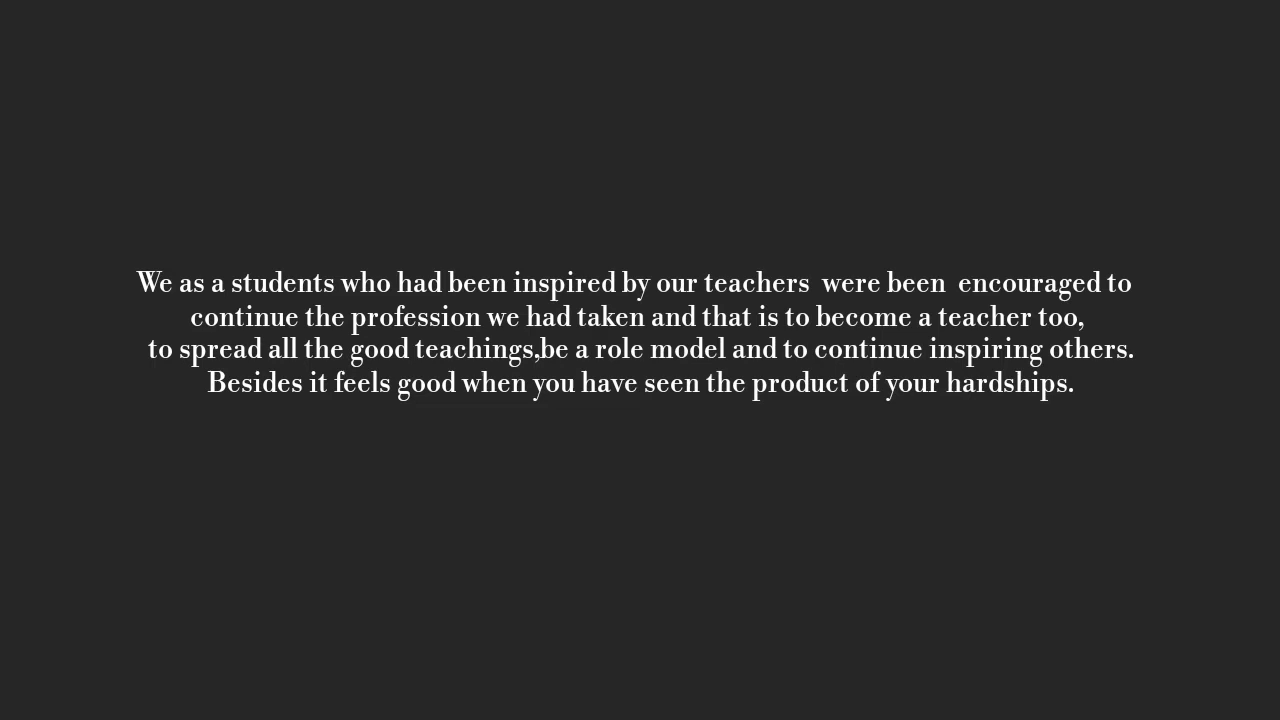 We as a students who had been inspired by our teachers  were been  encouraged to
continue the profession we had taken and that is to become a teacher too,
to spread all the good teachings,be a role model and to continue inspiring others.
Besides it feels good when you have seen the product of your hardships.